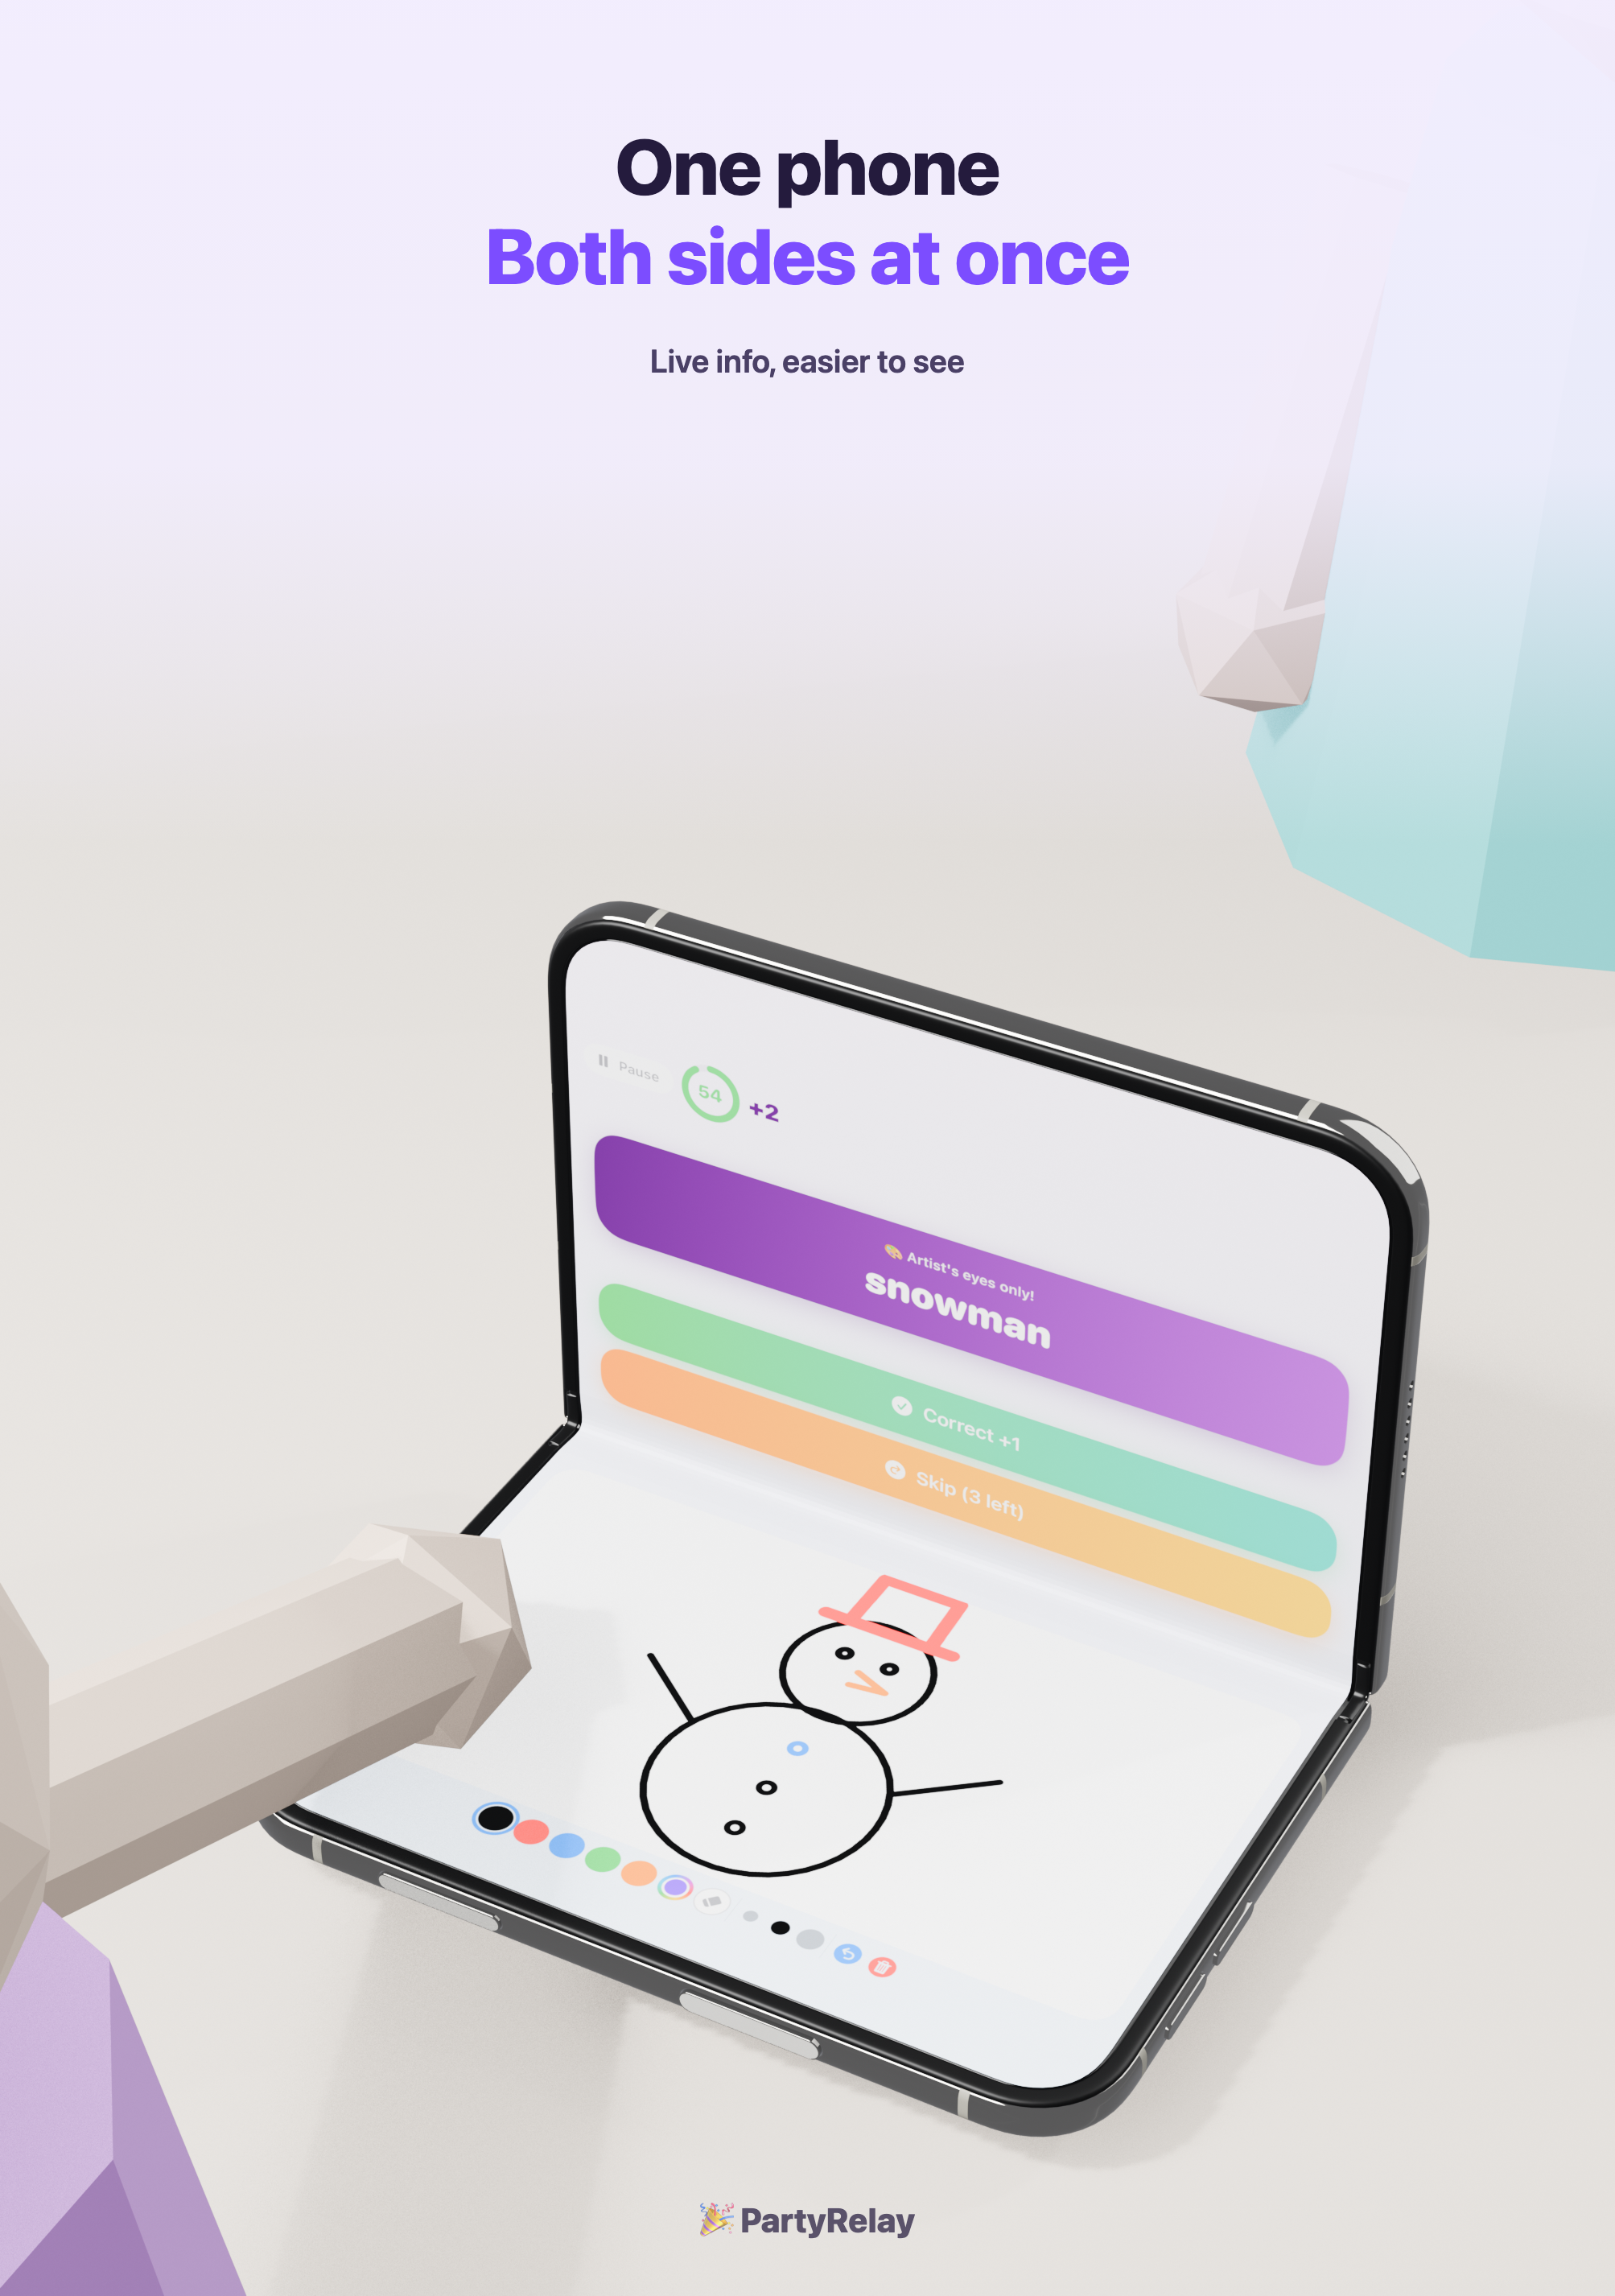 One phone
Both sides at once
Live info, easier to see
Pause
54
+2
🎨 Artist's eyes only!
snowman
Correct +1
Skip (3 left)
🎉 PartyRelay